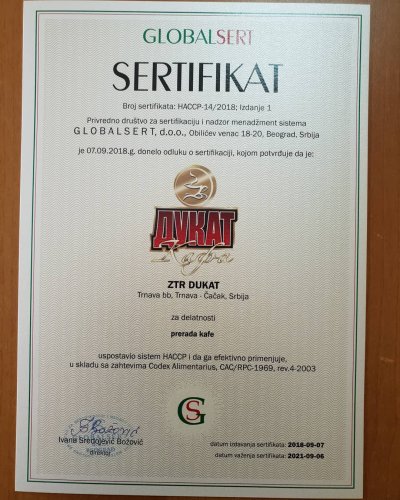 GLOBALSERT
SERTIFIKAT
Broj sertifikata: HACCP-14/2018; Izdanje 1
Privredno društvo za sertifikaciju i nadzor menadžment sistema
GLOBALSERT, d.o.o., Obilićev venac 18-20, Beograd, Srbija
je 07.09.2018.g. donelo odluku o sertifikaciji, kojom potvrđuje da je:
ДУКАТ
Кафа
ZTR DUKAT
Trnava bb, Trnava - Čačak, Srbija
za delatnosti
prerada kafe
uspostavio sistem HACCP i da ga efektivno primenjuje,
u skladu sa zahtevima Codex Alimentarius, CAC/RPC-1969, rev.4-2003
GS
Ivana Sredojević Božović
direktor
datum izdavanja sertifikata: 2018-09-07
datum važenja sertifikata: 2021-09-06